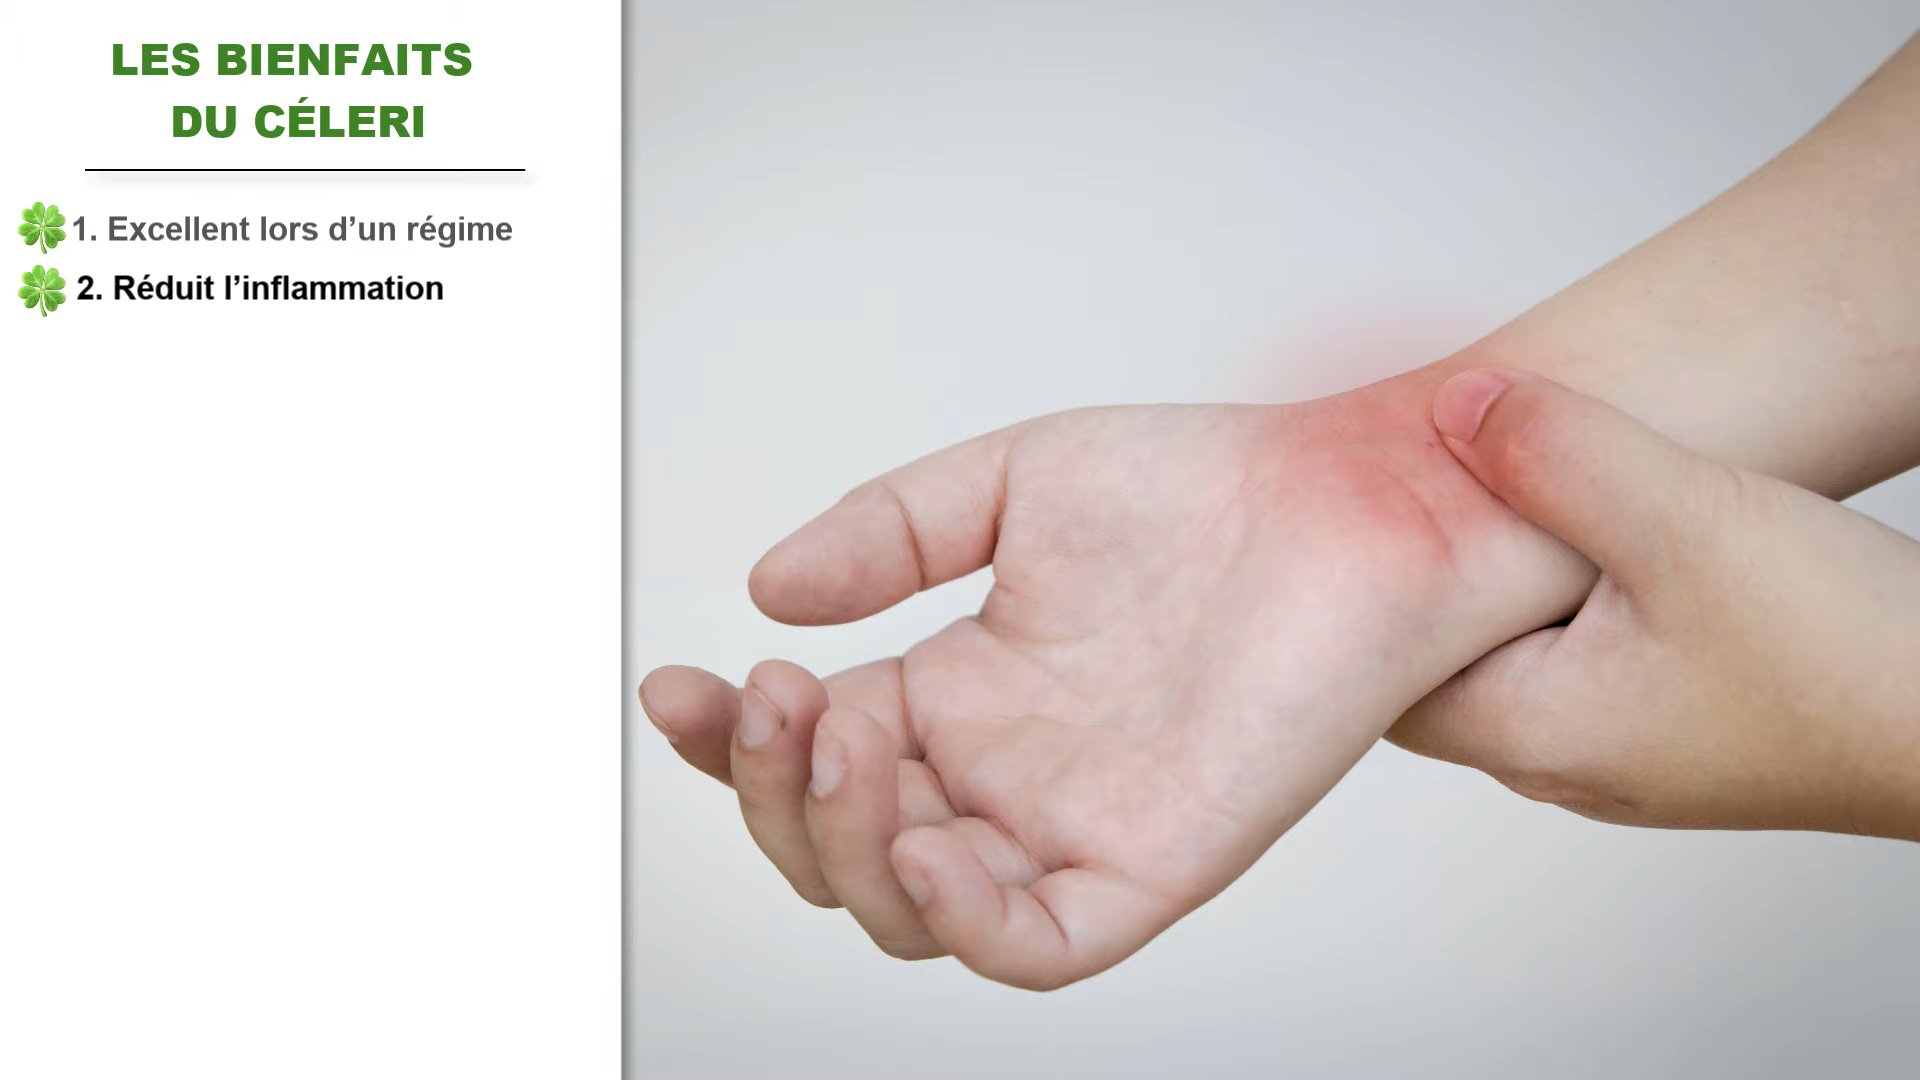 LES BIENFAITS
DU CÉLERI
1. Excellent lors d’un régime
2. Réduit l’inflammation